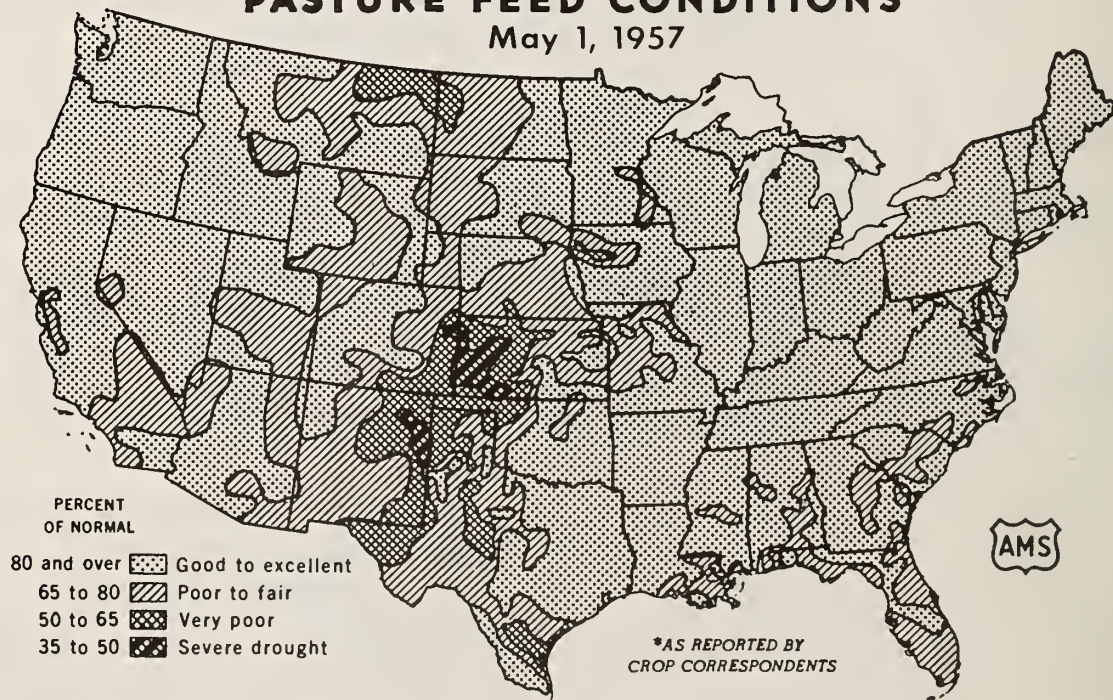 PASTURE FEED CONDITIONS
May 1, 1957
PERCENT
OF NORMAL
80 and over Good to excellent
65 to 80 Poor to fair
50 to 65 Very poor
35 to 50 Severe drought
*AS REPORTED BY
CROP CORRESPONDENTS
AMS